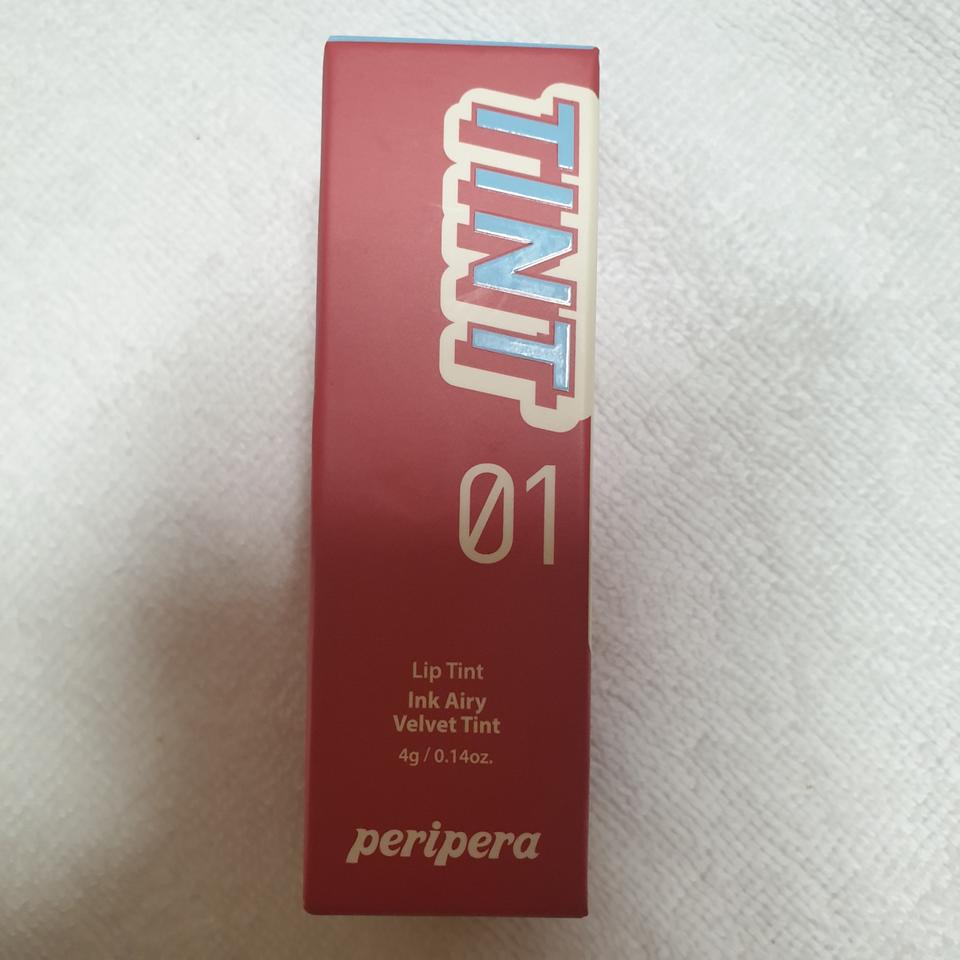 TINT
01
Lip Tint
Ink Airy
Velvet Tint
4g / 0.14oz.
peripera